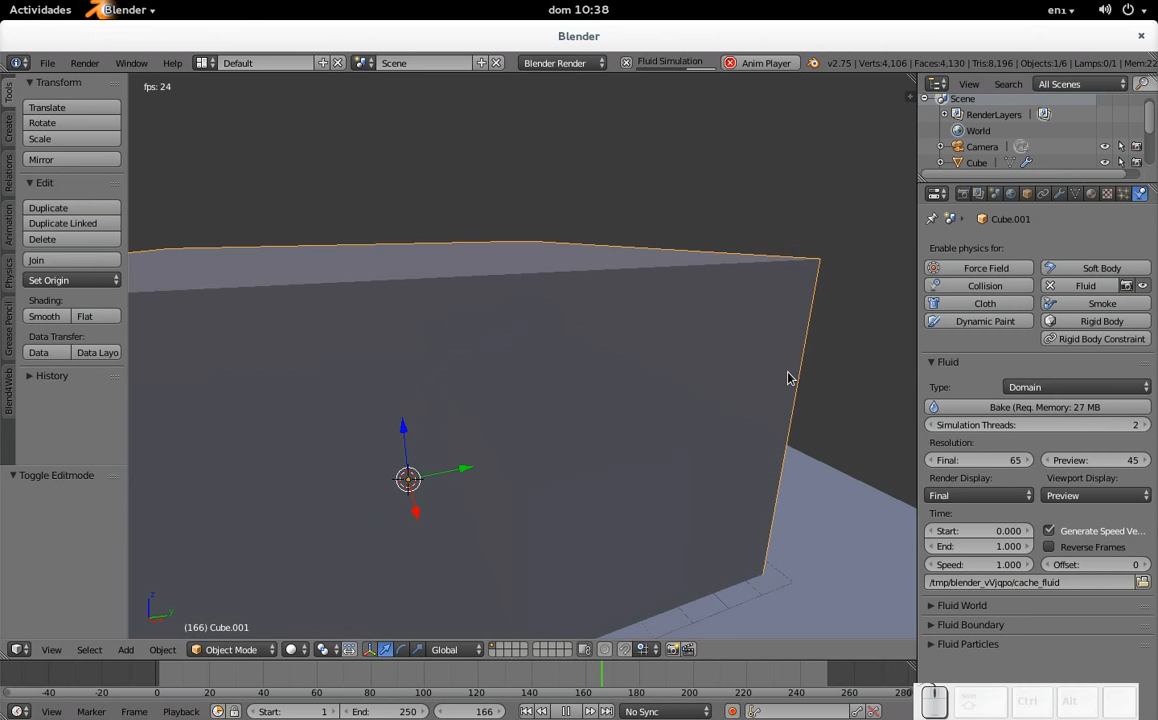 Actividades Blender dom 10:38 en1
Blender
File Render Window Help Default Scene Blender Render Fluid Simulation Anim Player v2.75 | Verts:4,106 | Faces:4,130 | Tris:8,196 | Objects:1/6 | Lamps:0/1 | Mem:22
Tools
Create
Relations
Animation
Physics
Grease Pencil
Blend4Web
Transform
Translate
Rotate
Scale
Mirror
Edit
Duplicate
Duplicate Linked
Delete
Join
Set Origin
Shading:
Smooth Flat
Data Transfer:
Data Data Layo
History
Toggle Editmode
fps: 24
z
y
(166) Cube.001
View Search All Scenes
Scene
RenderLayers
World
Camera
Cube
Cube.001
Enable physics for:
Force Field Soft Body
Collision Fluid
Cloth Smoke
Dynamic Paint Rigid Body
Rigid Body Constraint
Fluid
Type: Domain
Bake (Req. Memory: 27 MB
Simulation Threads: 2
Resolution:
Final: 65 Preview: 45
Render Display: Viewport Display:
Final Preview
Time:
Start: 0.000 Generate Speed Ve...
End: 1.000 Reverse Frames
Speed: 1.000 Offset: 0
/tmp/blender_vVjqpo/cache_fluid
Fluid World
Fluid Boundary
Fluid Particles
View Select Add Object Object Mode Global
-40 -20 0 20 40 60 80 100 120 140 160 180 200 220 240 260 280
View Marker Frame Playback Start: 1 End: 250 166 No Sync
Ctrl Alt